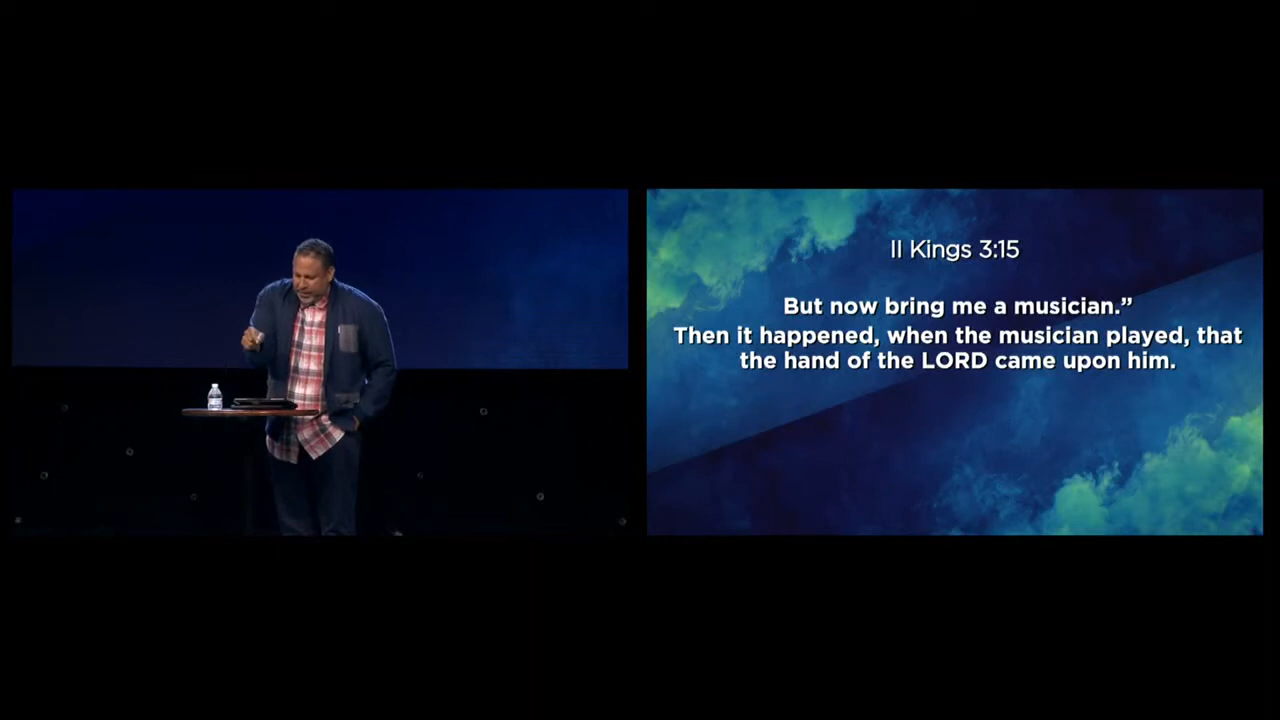 II Kings 3:15
But now bring me a musician.”
Then it happened, when the musician played, that
the hand of the LORD came upon him.